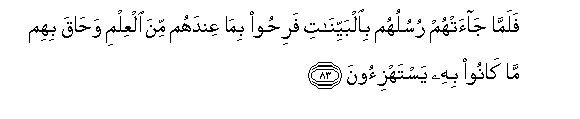 فَلَمَّا جَآءَتْهُمْ رُسُلُهُم بِٱلْبَيِّنَـٰتِ فَرِحُوا۟ بِمَا عِندَهُم مِّنَ ٱلْعِلْمِ وَحَاقَ بِهِم
مَّا كَانُوا۟ بِهِۦ يَسْتَهْزِءُونَ ٨٣